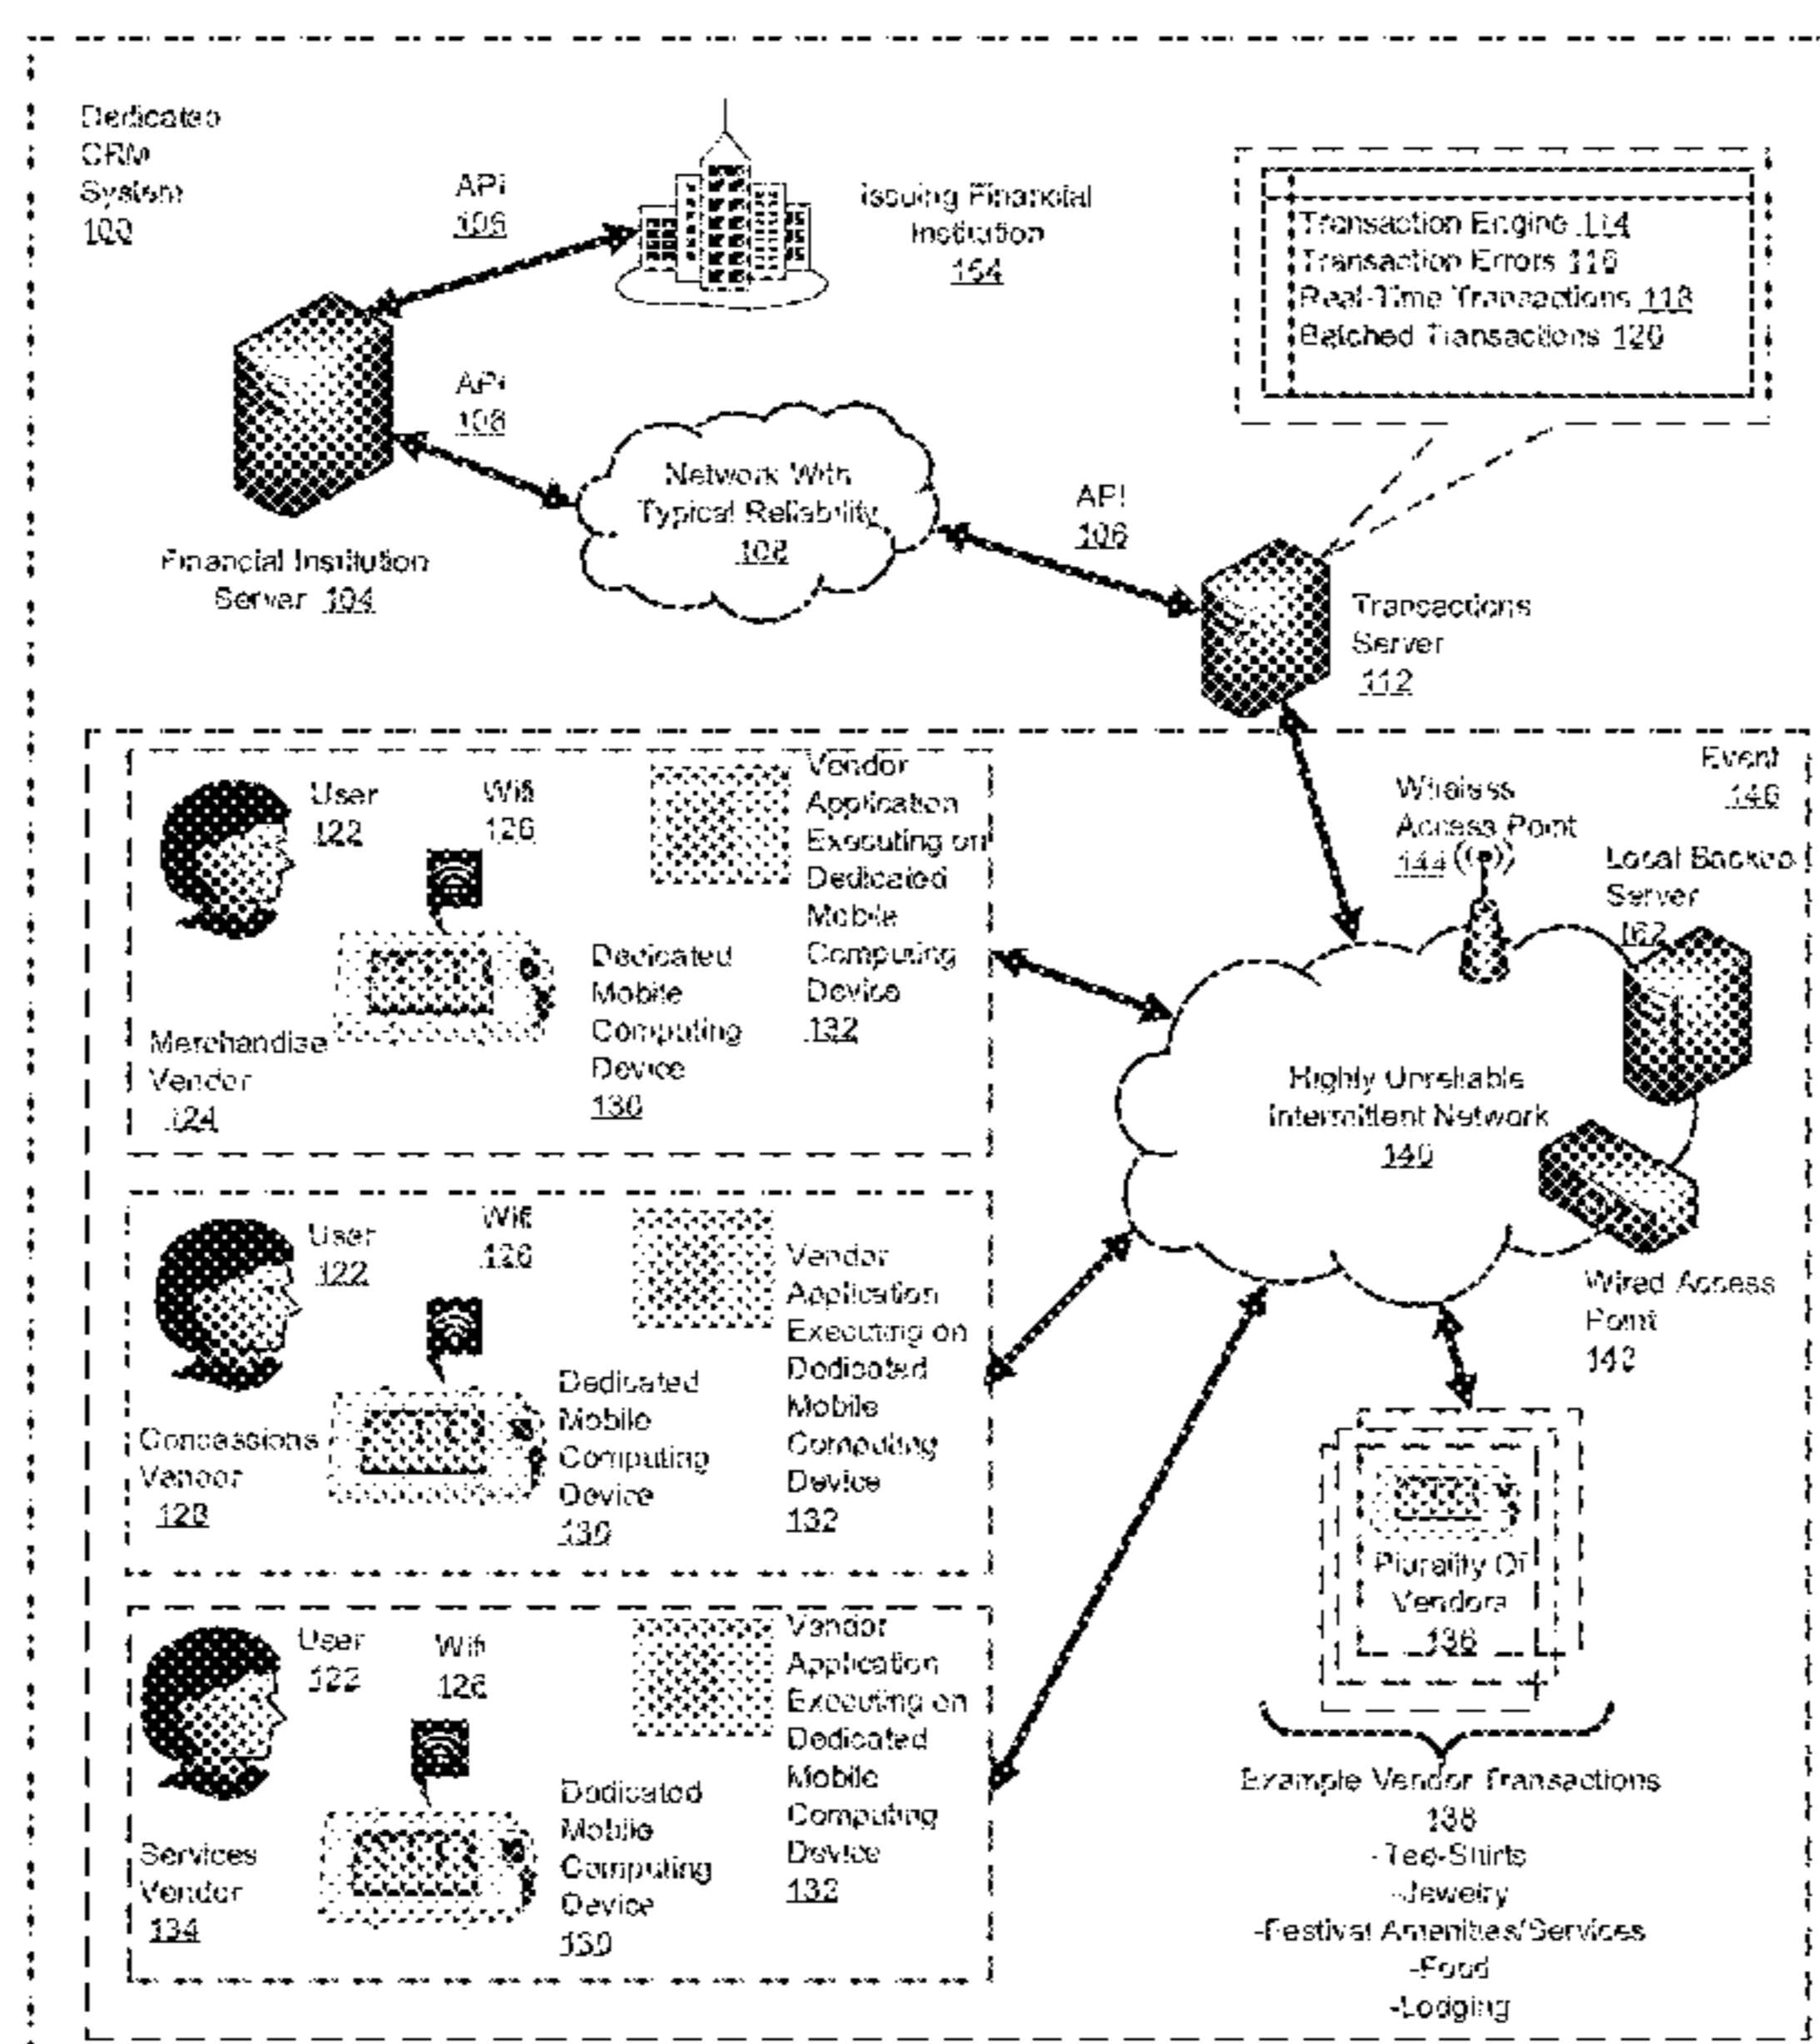 Dedicated
CRM
System
100
API
106
Issuing Financial
Institution
164
Transaction Engine 114
Transaction Errors 116
Real-Time Transactions 118
Batched Transactions 120
API
106
Network With
Typical Reliability
108
API
106
Financial Institution
Server 104
Transactions
Server
112
Event
146
User
122
Wifi
126
Vendor
Application
Executing on
Dedicated
Mobile
Computing
Device
132
Dedicated
Mobile
Computing
Device
130
Merchandise
Vendor
124
Wireless
Access Point
144
Local Backup
Server
162
Highly Unreliable
Intermittent Network
140
Wired Access
Point
142
User
122
Wifi
126
Vendor
Application
Executing on
Dedicated
Mobile
Computing
Device
132
Dedicated
Mobile
Computing
Device
130
Concessions
Vendor
128
Plurality Of
Vendors
136
User
122
Wifi
126
Vendor
Application
Executing on
Dedicated
Mobile
Computing
Device
132
Dedicated
Mobile
Computing
Device
130
Services
Vendor
134
Example Vendor Transactions
138
-Tee-Shirts
-Jewelry
-Festival Amenities/Services
-Food
-Lodging